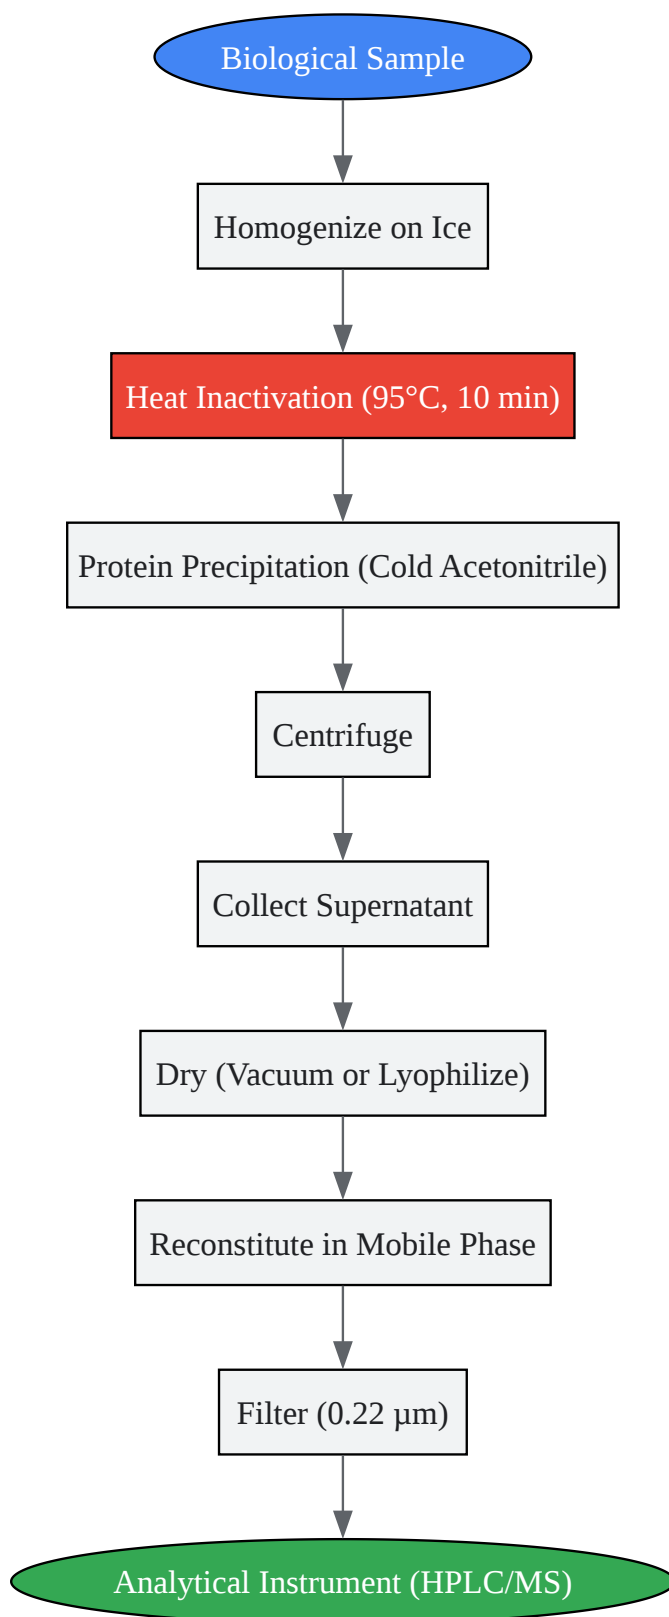 Biological Sample
Homogenize on Ice
Heat Inactivation (95°C, 10 min)
Protein Precipitation (Cold Acetonitrile)
Centrifuge
Collect Supernatant
Dry (Vacuum or Lyophilize)
Reconstitute in Mobile Phase
Filter (0.22 µm)
Analytical Instrument (HPLC/MS)